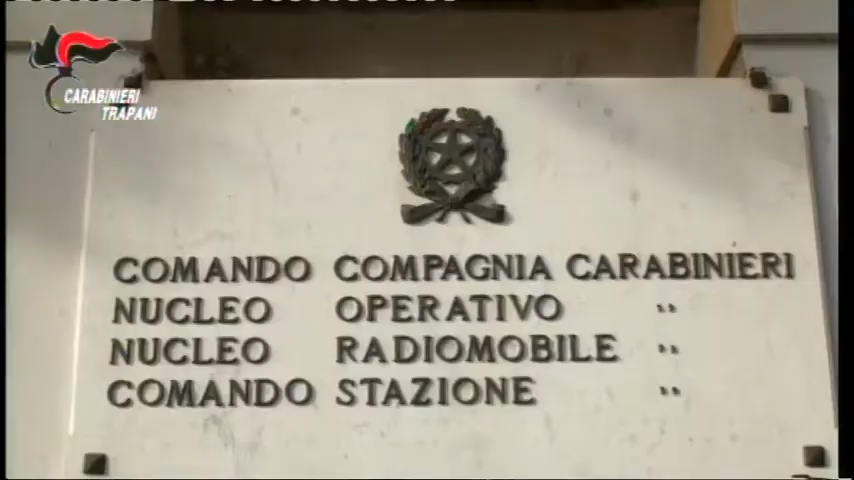 CARABINIERI
TRAPANI
COMANDO COMPAGNIA CARABINIERI
NUCLEO OPERATIVO "
NUCLEO RADIOMOBILE "
COMANDO STAZIONE "